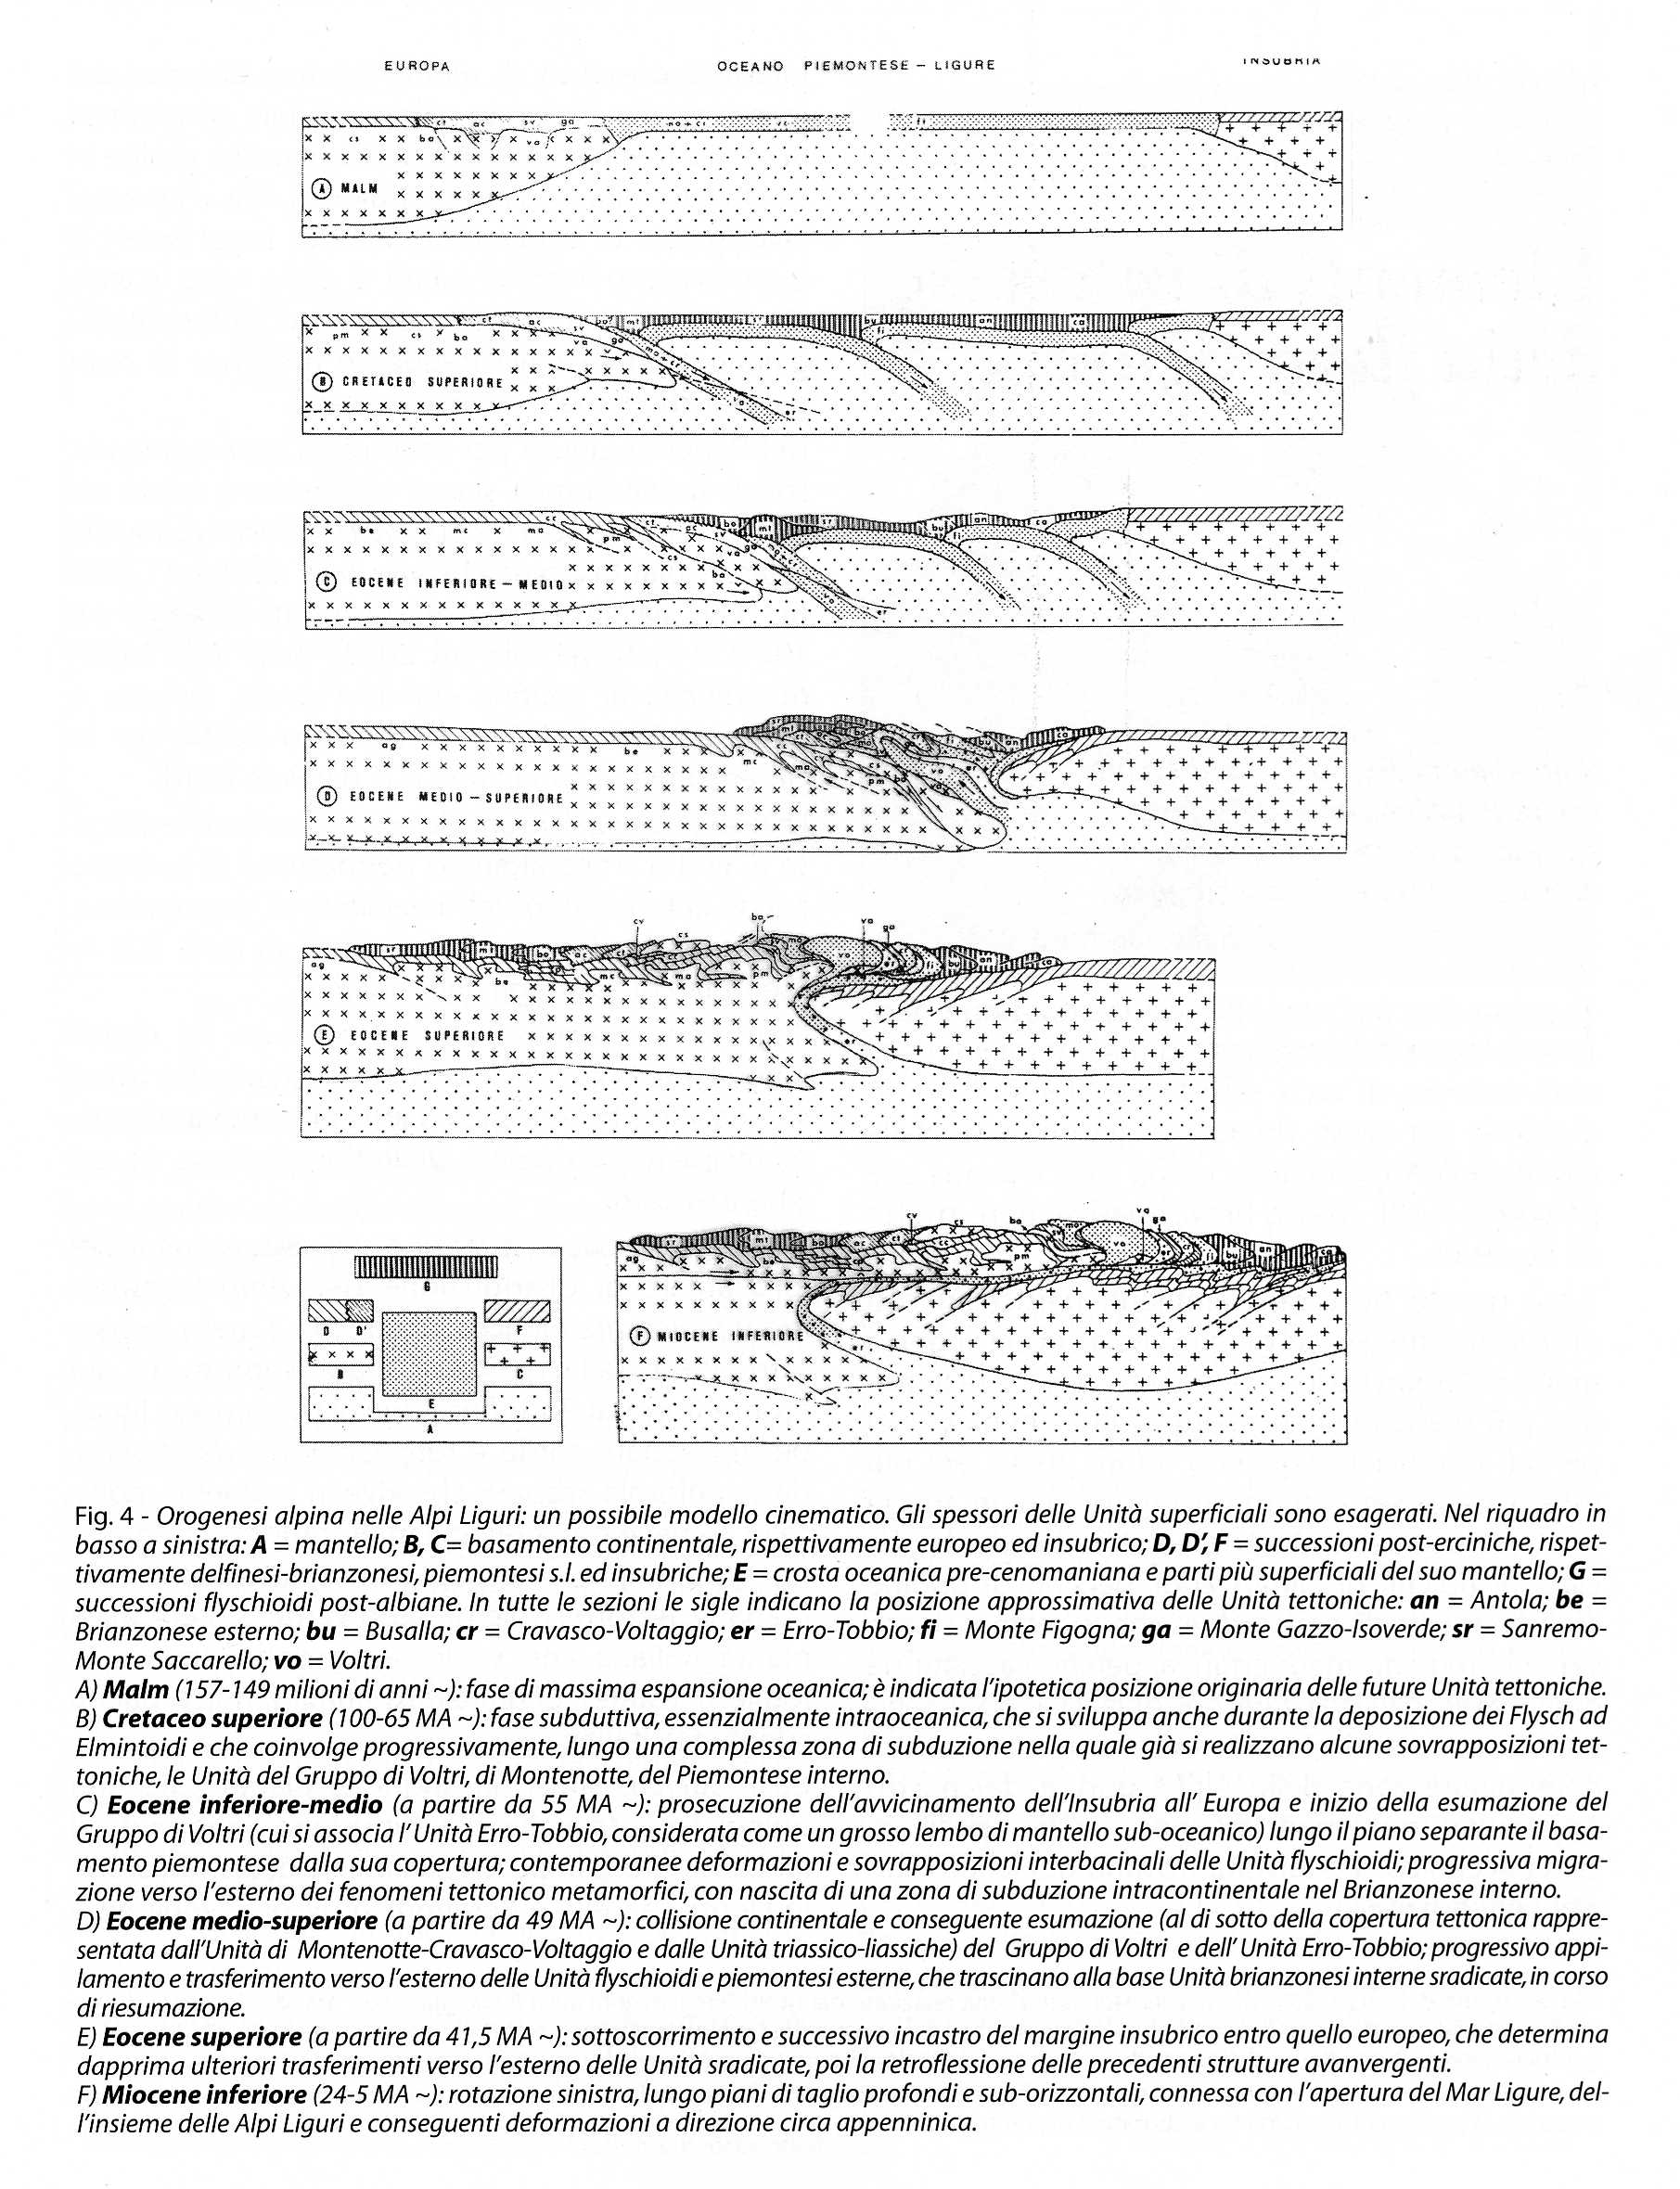 EUROPA OCEANO PIEMONTESE – LIGURE INSUBRIA
A MALM
B CRETACEO SUPERIORE
C EOCENE INFERIORE – MEDIO
D EOCENE MEDIO – SUPERIORE
E EOCENE SUPERIORE
F MIOCENE INFERIORE
G
D D' F
B C
E
A
Fig. 4 - Orogenesi alpina nelle Alpi Liguri: un possibile modello cinematico. Gli spessori delle Unità superficiali sono esagerati. Nel riquadro in
basso a sinistra: A = mantello; B, C= basamento continentale, rispettivamente europeo ed insubrico; D, D', F = successioni post-erciniche, rispet-
tivamente delfinesi-brianzonesi, piemontesi s.l. ed insubriche; E = crosta oceanica pre-cenomaniana e parti più superficiali del suo mantello; G =
successioni flyschioidi post-albiane. In tutte le sezioni le sigle indicano la posizione approssimativa delle Unità tettoniche: an = Antola; be =
Brianzonese esterno; bu = Busalla; cr = Cravasco-Voltaggio; er = Erro-Tobbio; fi = Monte Figogna; ga = Monte Gazzo-Isoverde; sr = Sanremo-
Monte Saccarello; vo = Voltri.
A) Malm (157-149 milioni di anni ~): fase di massima espansione oceanica; è indicata l'ipotetica posizione originaria delle future Unità tettoniche.
B) Cretaceo superiore (100-65 MA ~): fase subduttiva, essenzialmente intraoceanica, che si sviluppa anche durante la deposizione dei Flysch ad
Elmintoidi e che coinvolge progressivamente, lungo una complessa zona di subduzione nella quale già si realizzano alcune sovrapposizioni tet-
toniche, le Unità del Gruppo di Voltri, di Montenotte, del Piemontese interno.
C) Eocene inferiore-medio (a partire da 55 MA ~): prosecuzione dell'avvicinamento dell'Insubria all' Europa e inizio della esumazione del
Gruppo di Voltri (cui si associa l' Unità Erro-Tobbio, considerata come un grosso lembo di mantello sub-oceanico) lungo il piano separante il basa-
mento piemontese dalla sua copertura; contemporanee deformazioni e sovrapposizioni interbacinali delle Unità flyschioidi; progressiva migra-
zione verso l'esterno dei fenomeni tettonico metamorfici, con nascita di una zona di subduzione intracontinentale nel Brianzonese interno.
D) Eocene medio-superiore (a partire da 49 MA ~): collisione continentale e conseguente esumazione (al di sotto della copertura tettonica rappre-
sentata dall'Unità di Montenotte-Cravasco-Voltaggio e dalle Unità triassico-liassiche) del Gruppo di Voltri e dell' Unità Erro-Tobbio; progressivo appi-
lamento e trasferimento verso l'esterno delle Unità flyschioidi e piemontesi esterne, che trascinano alla base Unità brianzonesi interne sradicate, in corso
di riesumazione.
E) Eocene superiore (a partire da 41,5 MA ~): sottoscorrimento e successivo incastro del margine insubrico entro quello europeo, che determina
dapprima ulteriori trasferimenti verso l'esterno delle Unità sradicate, poi la retroflessione delle precedenti strutture avanvergenti.
F) Miocene inferiore (24-5 MA ~): rotazione sinistra, lungo piani di taglio profondi e sub-orizzontali, connessa con l'apertura del Mar Ligure, del-
l'insieme delle Alpi Liguri e conseguenti deformazioni a direzione circa appenninica.